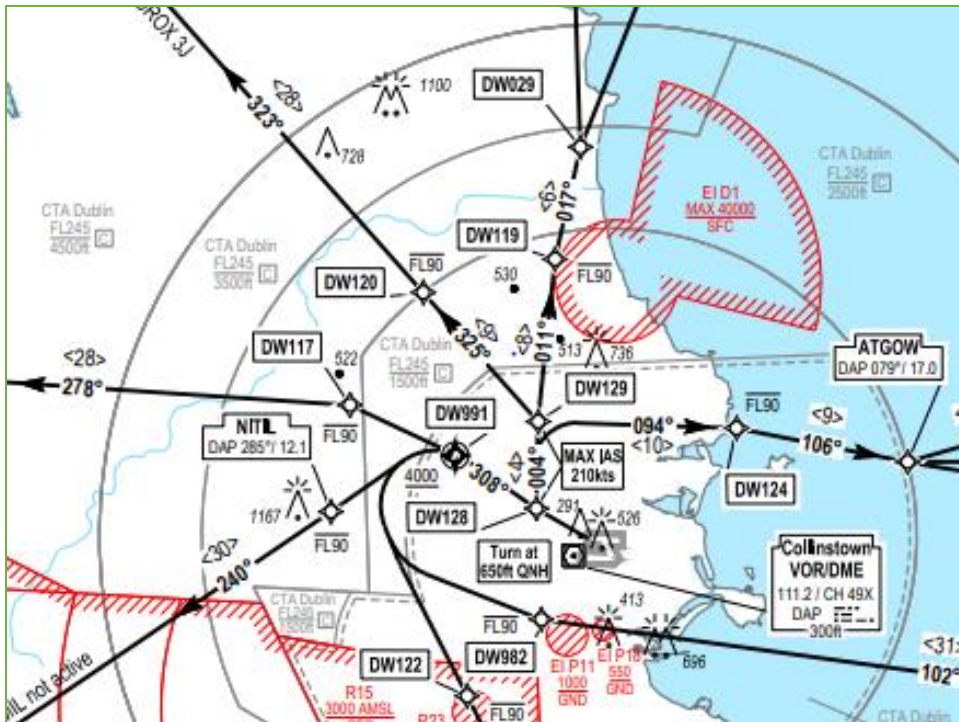 ROX 3J
<28>
323°
1100
728
DW029
<6>
017°
CTA Dublin
FL245
2500ft
C
EI D1
MAX 40000
SFC
CTA Dublin
FL245
4500ft
C
CTA Dublin
FL245
3500ft
C
DW119
FL90
530
FL90
DW120
<9>
325°
<8>
011°
513
736
CTA Dublin
FL245
1500ft
C
DW117
522
<28>
278°
FL90
ATGOW
DAP 079°/ 17.0
DW129
DW991
NITIL
DAP 285°/ 12.1
FL90
094°
<10>
<9>
106°
4000
308°
<4>
004°
MAX IAS
210kts
DW124
1167
DW128
291
526
FL90
Turn at
650ft QNH
Collinstown
VOR/DME
111.2 / CH 49X
DAP
300ft
<30>
240°
CTA Dublin
FL245
1500ft
C
413
FL90
DW982
EI P11
1000
GND
EI P18
550
GND
696
<31>
102°
DW122
FL90
R15
3000 AMSL
R23
not active
CTA Dublin